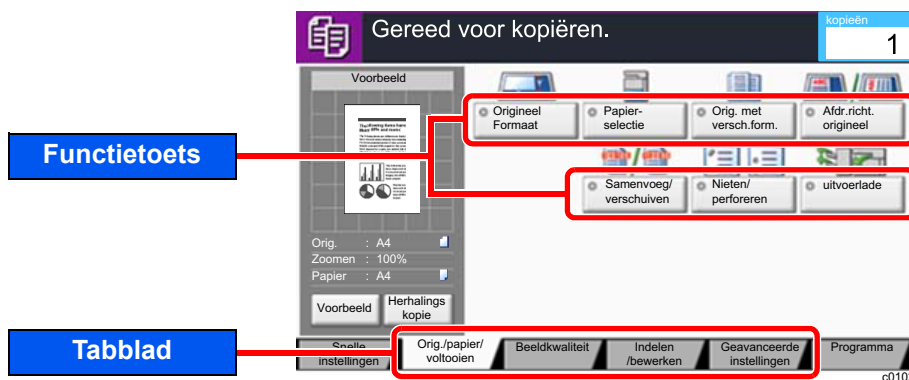 Gereed voor kopiëren.
kopieën
1
Voorbeeld
Origineel
Formaat
Papier-
selectie
Orig. met
versch.form.
Afdr.richt.
origineel
Functietoets
Samenvoeg/
verschuiven
Nieten/
perforeren
uitvoerlade
Orig. : A4
Zoomen : 100%
Papier : A4
Voorbeeld
Herhalings
kopie
Tabblad
Snelle
instellingen
Orig./papier/
voltooien
Beeldkwaliteit
Indelen
/bewerken
Geavanceerde
instellingen
Programma